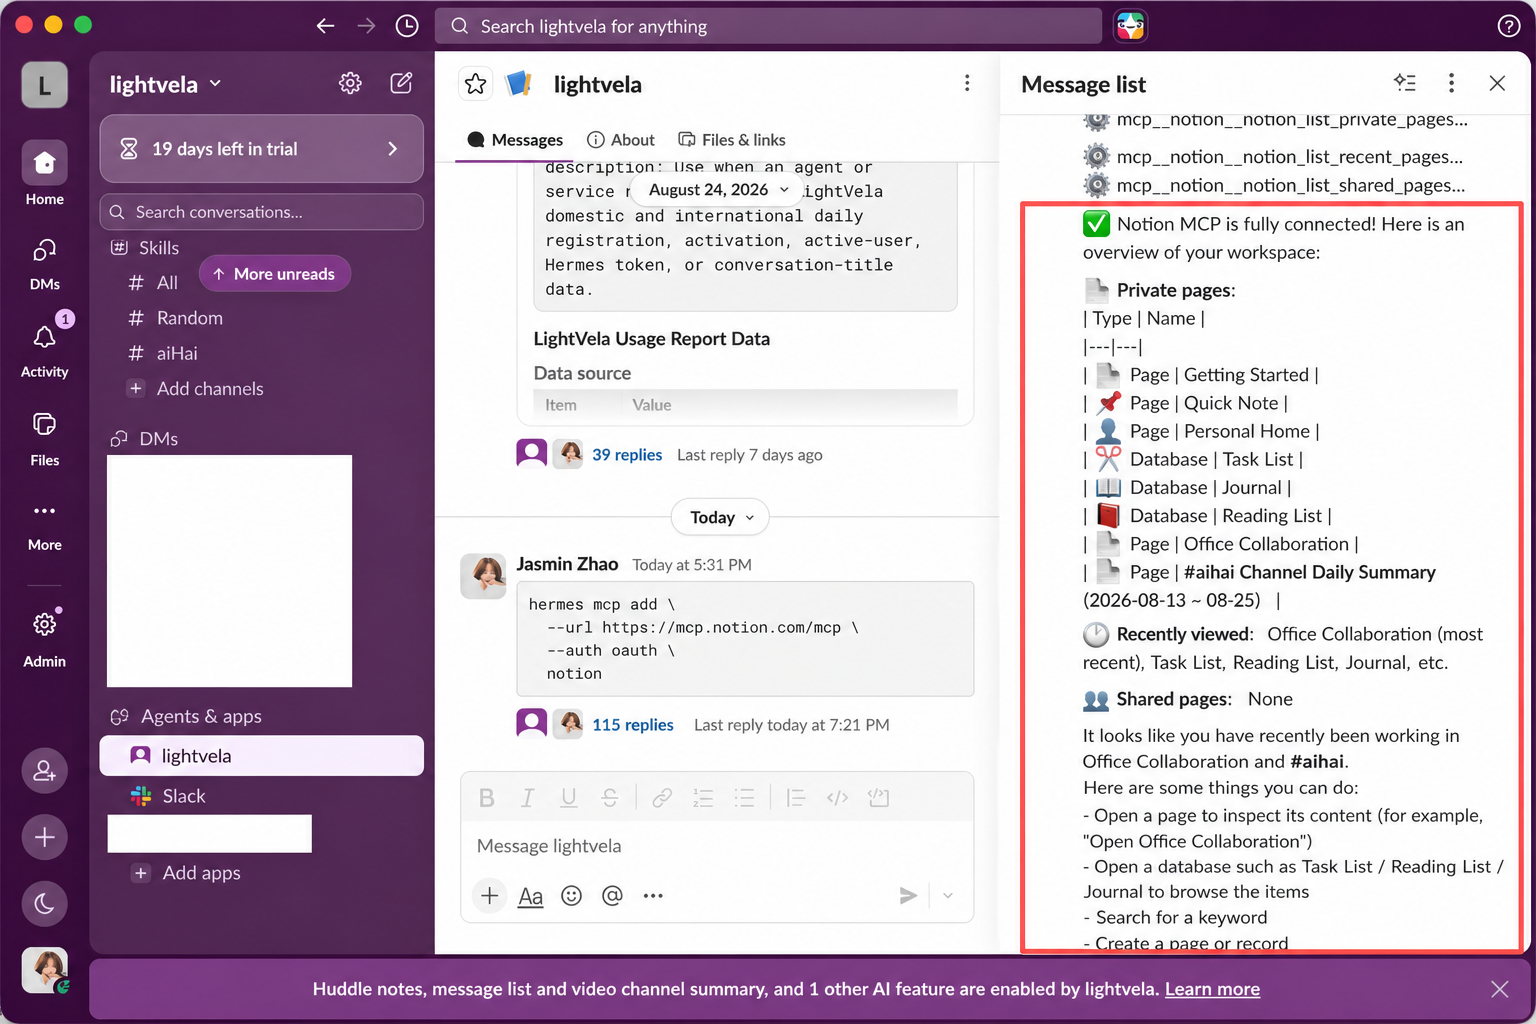 Search lightvela for anything
L
Home
DMs
1
Activity
Files
More
Admin
lightvela
19 days left in trial
Search conversations...
Skills
All
More unreads
Random
aiHai
Add channels
DMs
Agents & apps
lightvela
Slack
Add apps
lightvela
Messages
About
Files & links
description: Use when an agent or
service r
August 24, 2026
LightVela
domestic and international daily
registration, activation, active-user,
Hermes token, or conversation-title
data.
LightVela Usage Report Data
Data source
Item Value
39 replies Last reply 7 days ago
Today
Jasmin Zhao Today at 5:31 PM
hermes mcp add \
--url https://mcp.notion.com/mcp \
--auth oauth \
notion
115 replies Last reply today at 7:21 PM
Message lightvela
Aa
Message list
mcp__notion__notion_list_private_pages...
mcp__notion__notion_list_recent_pages...
mcp__notion__notion_list_shared_pages...
Notion MCP is fully connected! Here is an
overview of your workspace:
Private pages:
| Type | Name |
|---|---|
| Page | Getting Started |
| Page | Quick Note |
| Page | Personal Home |
| Database | Task List |
| Database | Journal |
| Database | Reading List |
| Page | Office Collaboration |
| Page | #aihai Channel Daily Summary
(2026-08-13 ~ 08-25) |
Recently viewed: Office Collaboration (most
recent), Task List, Reading List, Journal, etc.
Shared pages: None
It looks like you have recently been working in
Office Collaboration and #aihai.
Here are some things you can do:
- Open a page to inspect its content (for example,
"Open Office Collaboration")
- Open a database such as Task List / Reading List /
Journal to browse the items
- Search for a keyword
- Create a page or record
Huddle notes, message list and video channel summary, and 1 other AI feature are enabled by lightvela. Learn more